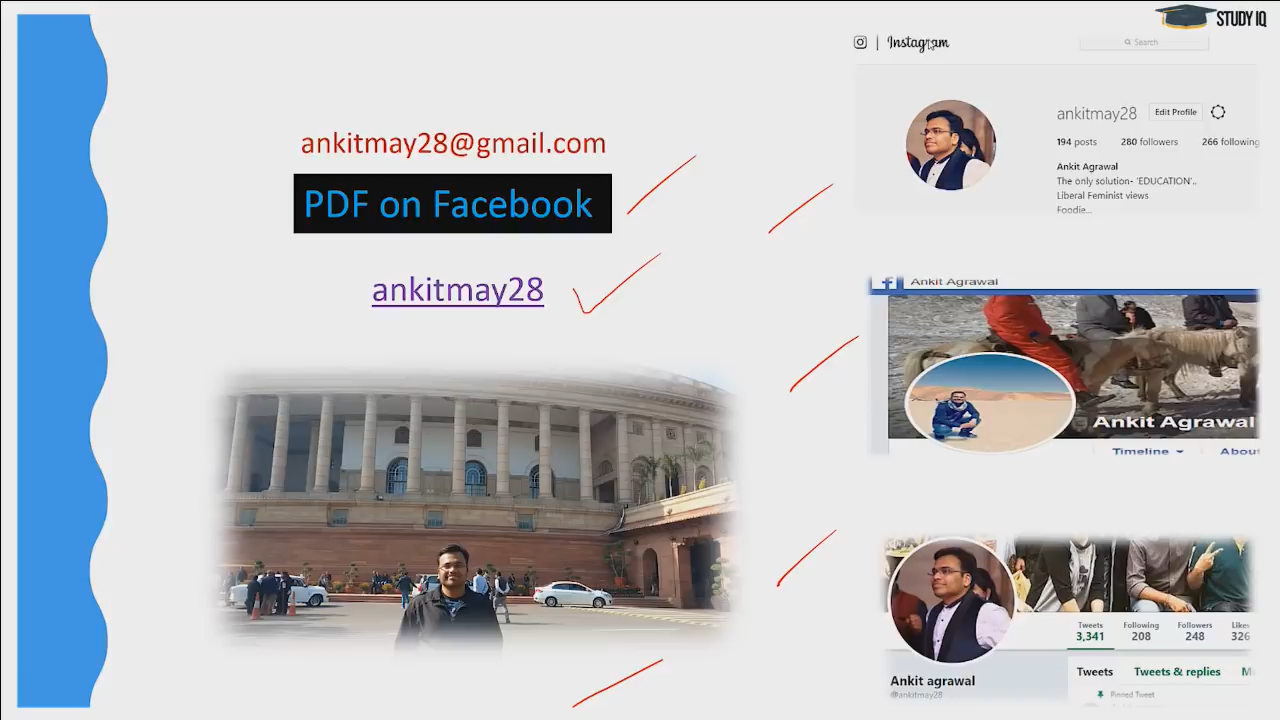 STUDY IQ
Instagram
Search
ankitmay28@gmail.com
PDF on Facebook
ankitmay28
ankitmay28 Edit Profile
194 posts 280 followers 266 following
Ankit Agrawal
The only solution- 'EDUCATION'..
Liberal Feminist views
Foodie...
f Ankit Agrawal
Ankit Agrawal
Timeline About
Tweets Following Followers Likes
3,341 208 248 326
Ankit agrawal
@ankitmay28
Tweets Tweets & replies M
Pinned Tweet